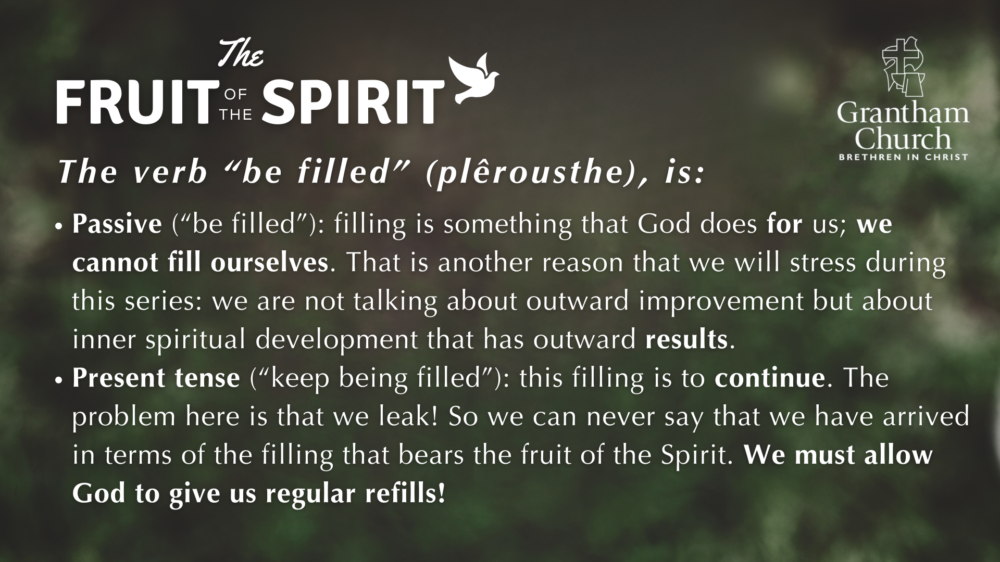 The
FRUIT OF THE SPIRIT
Grantham
Church
BRETHREN IN CHRIST
The verb “be filled” (plêrousthe), is:
• Passive (“be filled”): filling is something that God does for us; we
cannot fill ourselves. That is another reason that we will stress during
this series: we are not talking about outward improvement but about
inner spiritual development that has outward results.
• Present tense (“keep being filled”): this filling is to continue. The
problem here is that we leak! So we can never say that we have arrived
in terms of the filling that bears the fruit of the Spirit. We must allow
God to give us regular refills!